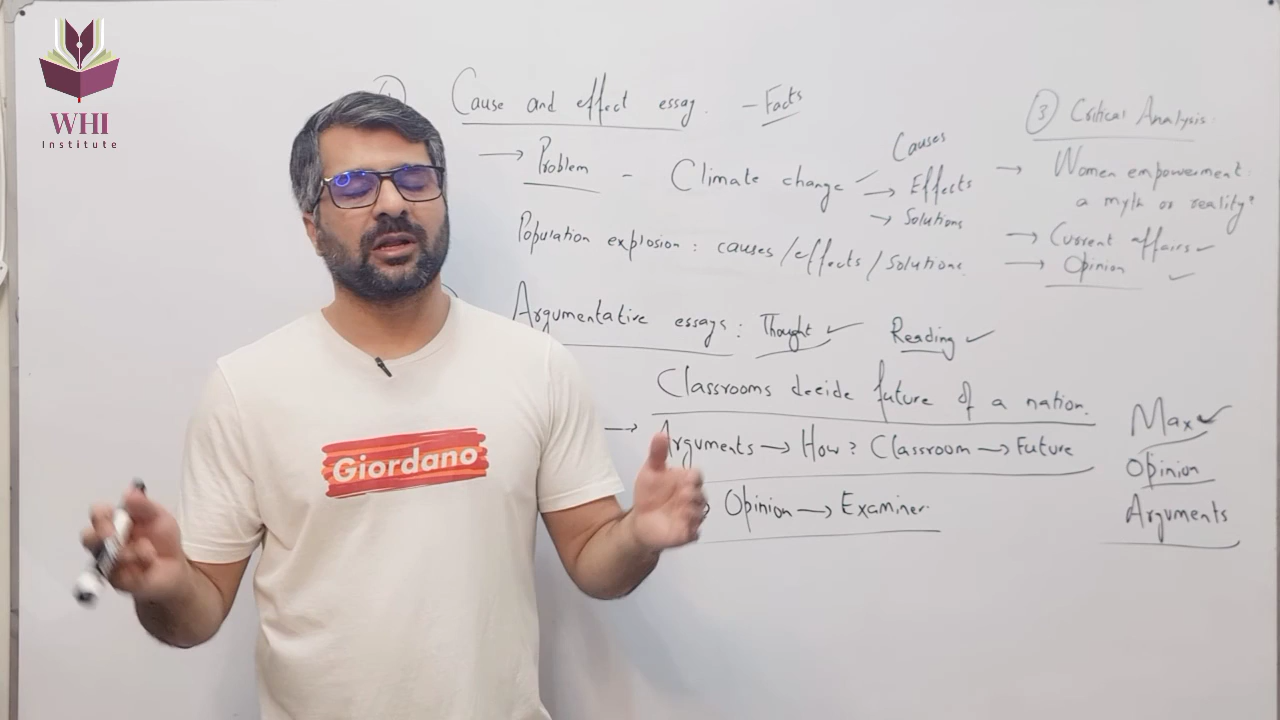 WHI
Institute
Giordano
1
Cause and effect essay. - Facts
→ Problem - Climate change
Causes
→ Effects
→ Solutions
Population explosion : causes/effects/solutions.
Argumentative essays : Thought ✓ Reading ✓
Classrooms decide future of a nation.
→ Arguments → How? Classroom → Future
Opinion → Examiner.
3 Critical Analysis.
→ Women empowerment :
a myth or reality?
→ Current affairs ✓
→ Opinion ✓
Max ✓
Opinion
Arguments